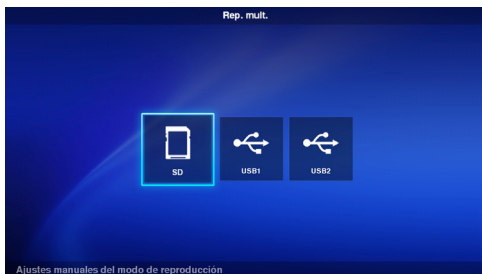 Rep. mult.
SD
USB1
USB2
Ajustes manuales del modo de reproducción